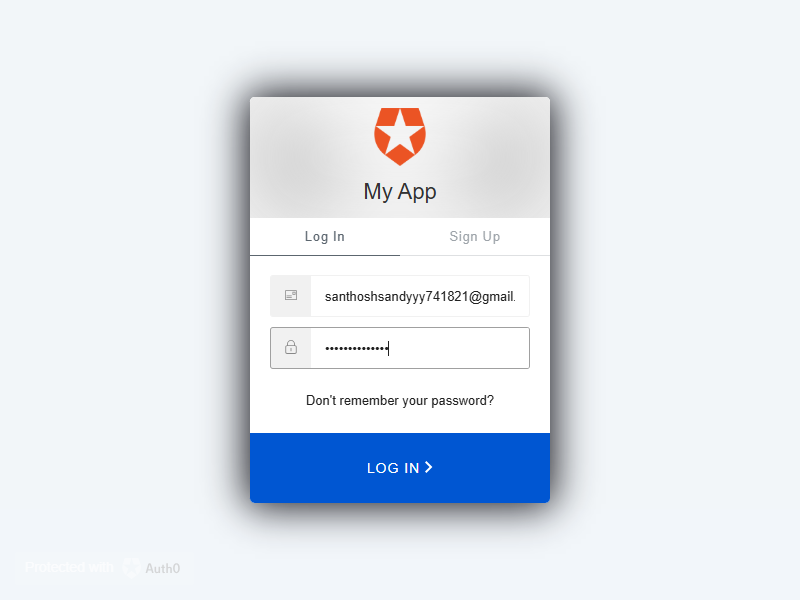 My App
Log In
Sign Up
santhoshsandyyy741821@gmail.
••••••••••••••
Don't remember your password?
LOG IN
Protected with Auth0